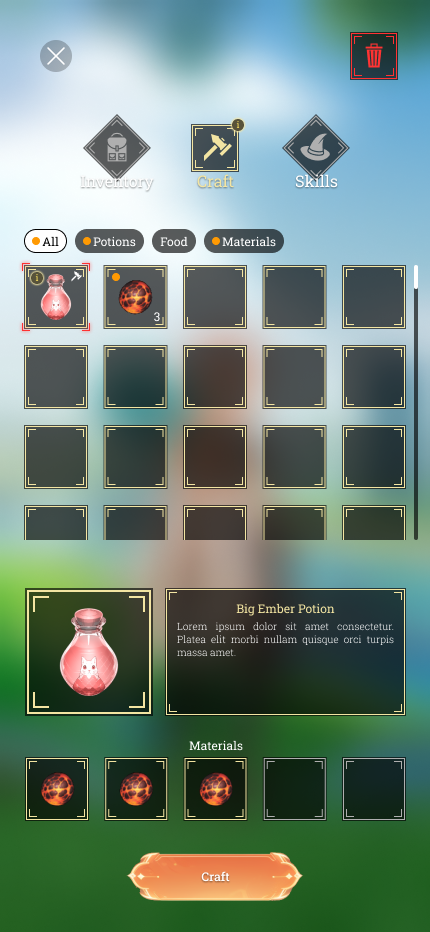 i
Inventory
Craft
Skills
All
Potions
Food
Materials
i
3
Big Ember Potion
Lorem ipsum dolor sit amet consectetur.
Platea elit morbi nullam quisque orci turpis
massa amet.
Materials
Craft